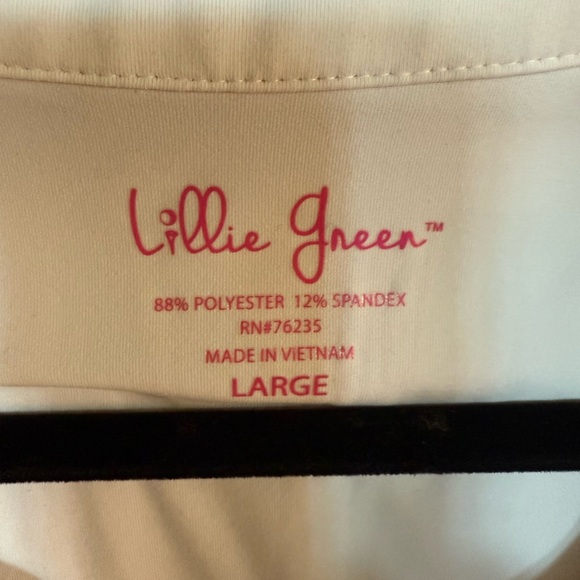 Lillie green™
88% POLYESTER 12% SPANDEX
RN#76235
MADE IN VIETNAM
LARGE